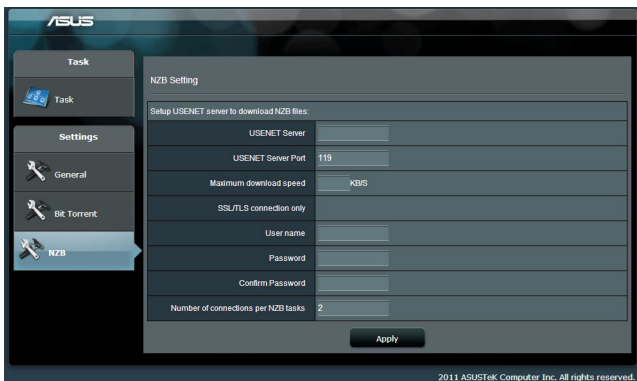 ASUS
Task
Task
Settings
General
Bit Torrent
NZB
NZB Setting
Setup USENET server to download NZB files:
USENET Server
USENET Server Port 119
Maximum download speed KB/S
SSL/TLS connection only
User name
Password
Confirm Password
Number of connections per NZB tasks 2
Apply
2011 ASUSTeK Computer Inc. All rights reserved.